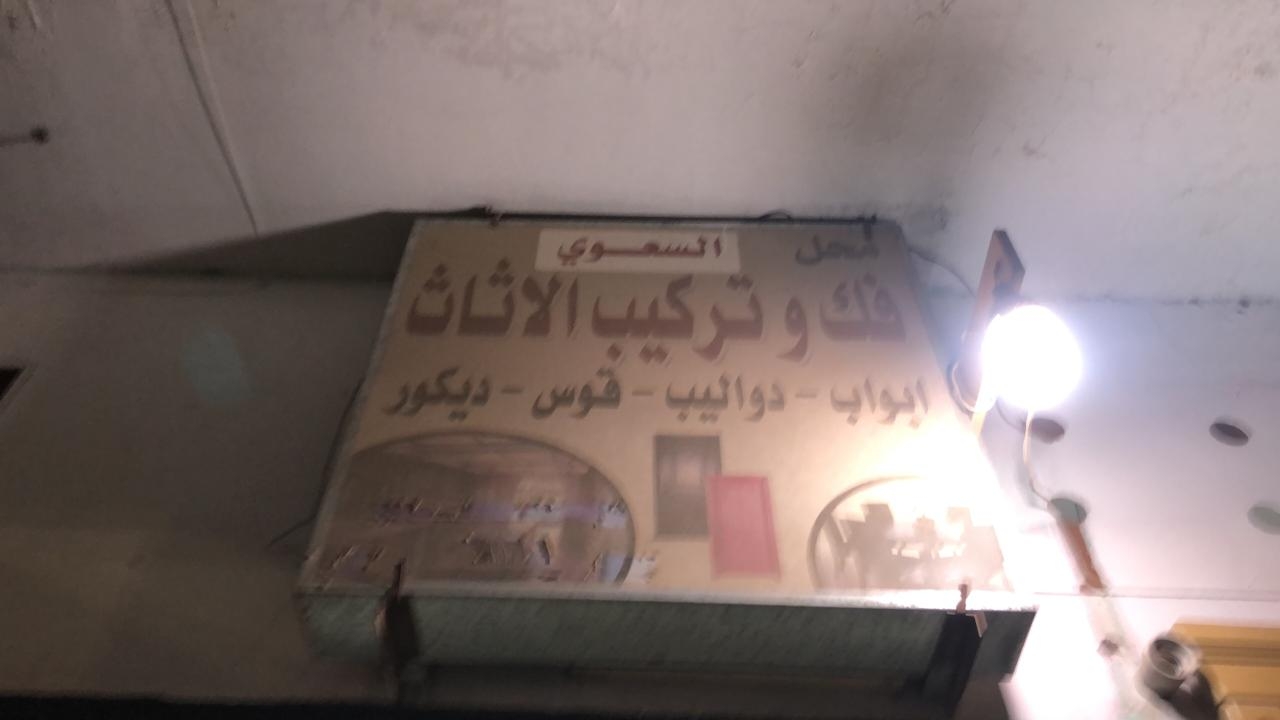 محل السعوي
فك و تركيب الاثاث
ابواب - دواليب - قوس - ديكور